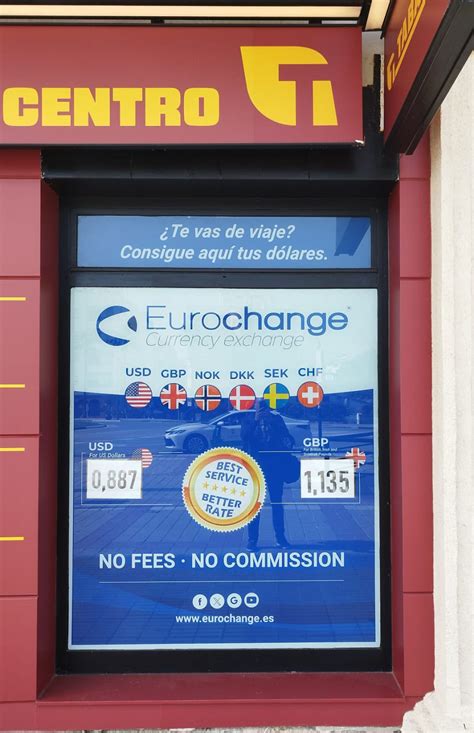 CENTRO
TABA
¿Te vas de viaje?
Consigue aquí tus dólares.
Eurochange®
Currency exchange
USD GBP NOK DKK SEK CHF
USD
For US Dollars
0,887
GBP
1,135
BEST
SERVICE
BETTER
RATE
NO FEES · NO COMMISSION
www.eurochange.es